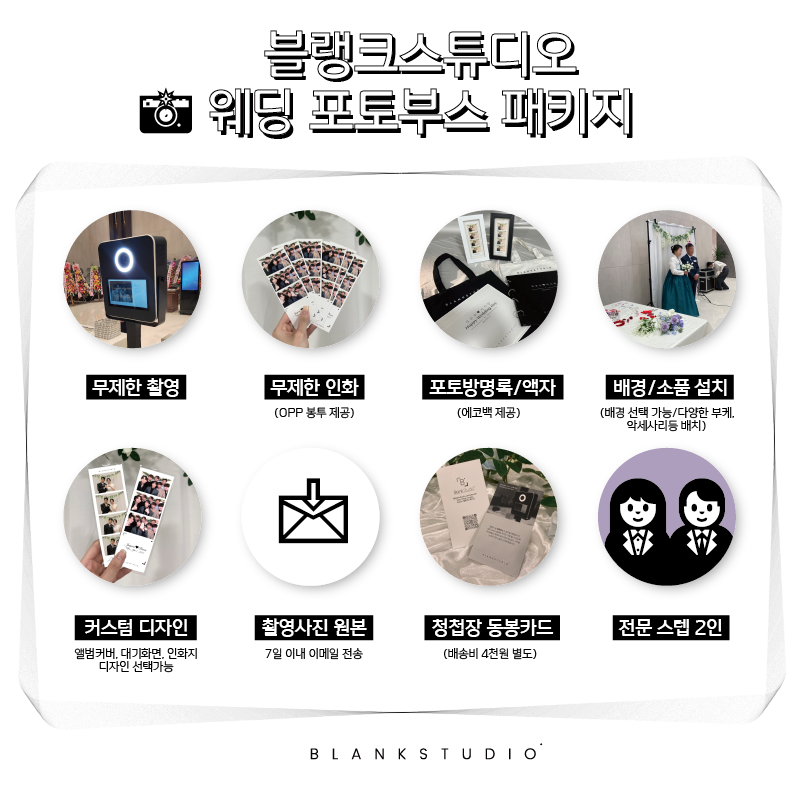 블랭크스튜디오
웨딩 포토부스 패키지
무제한 촬영
무제한 인화
(OPP 봉투 제공)
포토방명록/액자
(에코백 제공)
배경/소품 설치
(배경 선택 가능/다양한 부케,
악세사리등 배치)
커스텀 디자인
앨범커버, 대기화면, 인화지
디자인 선택가능
촬영사진 원본
7일 이내 이메일 전송
청첩장 동봉카드
(배송비 4천원 별도)
전문 스텝 2인
BLANKSTUDIO